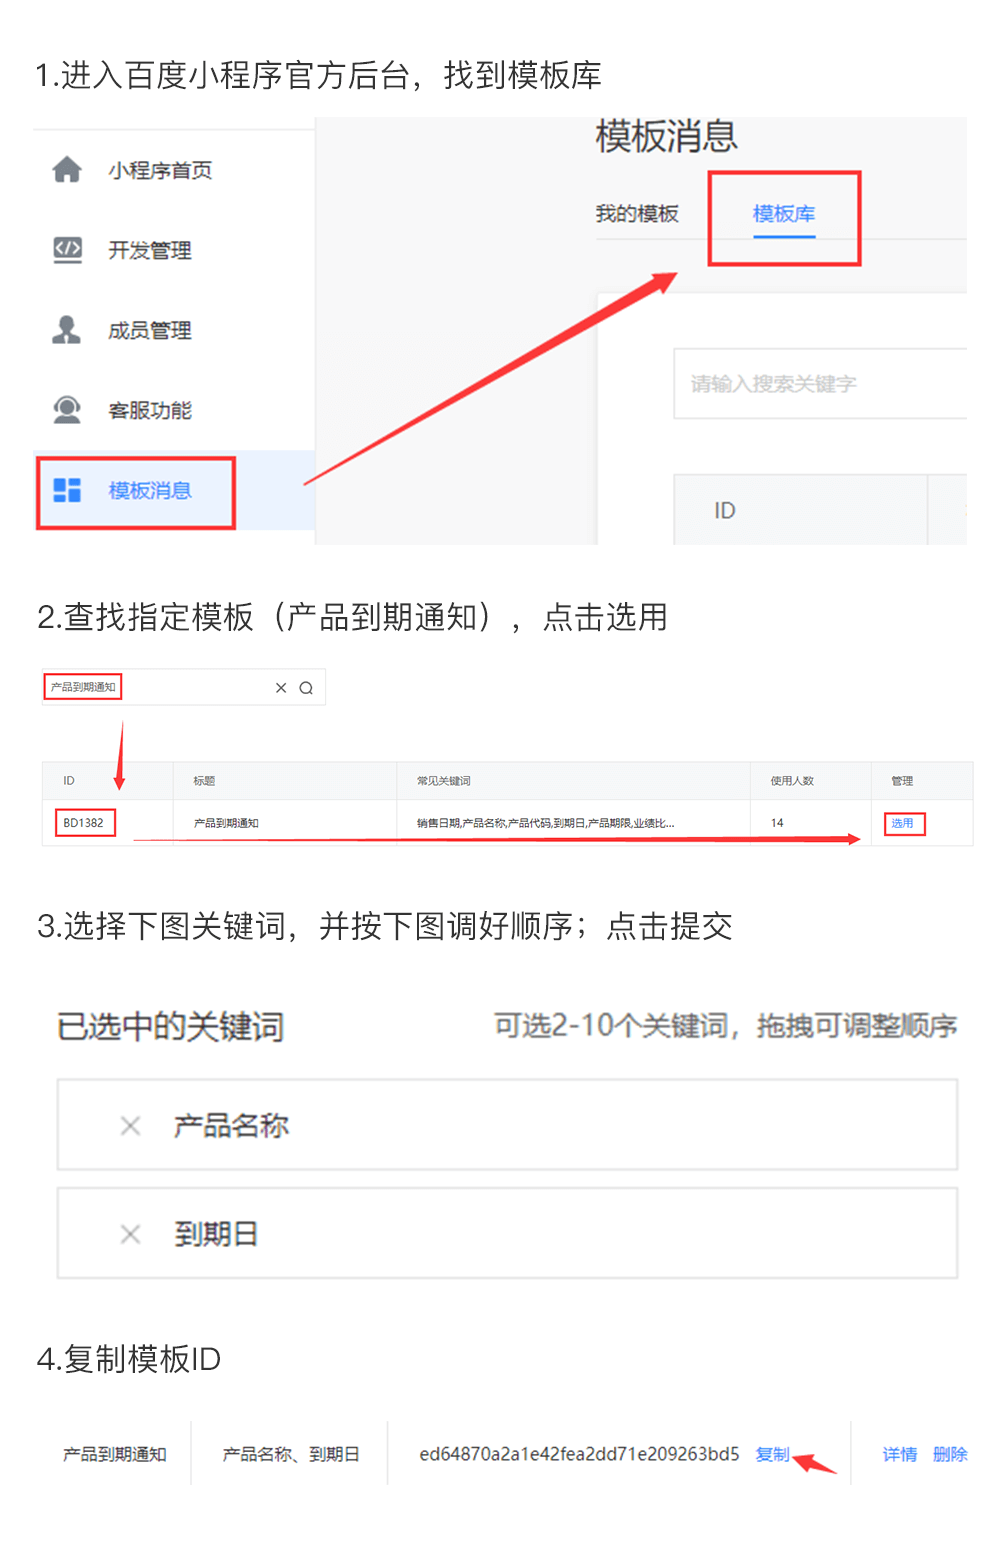 1.进入百度小程序官方后台，找到模板库
模板消息
小程序首页
我的模板 模板库
开发管理
成员管理
请输入搜索关键字
客服功能
模板消息
ID
2.查找指定模板（产品到期通知），点击选用
产品到期通知
ID 标题 常见关键词 使用人数 管理
BD1382 产品到期通知 销售日期,产品名称,产品代码,到期日,产品期限,业绩比... 14 选用
3.选择下图关键词，并按下图调好顺序；点击提交
已选中的关键词 可选2-10个关键词，拖拽可调整顺序
产品名称
到期日
4.复制模板ID
产品到期通知 产品名称、到期日 ed64870a2a1e42fea2dd71e209263bd5 复制 详情 删除